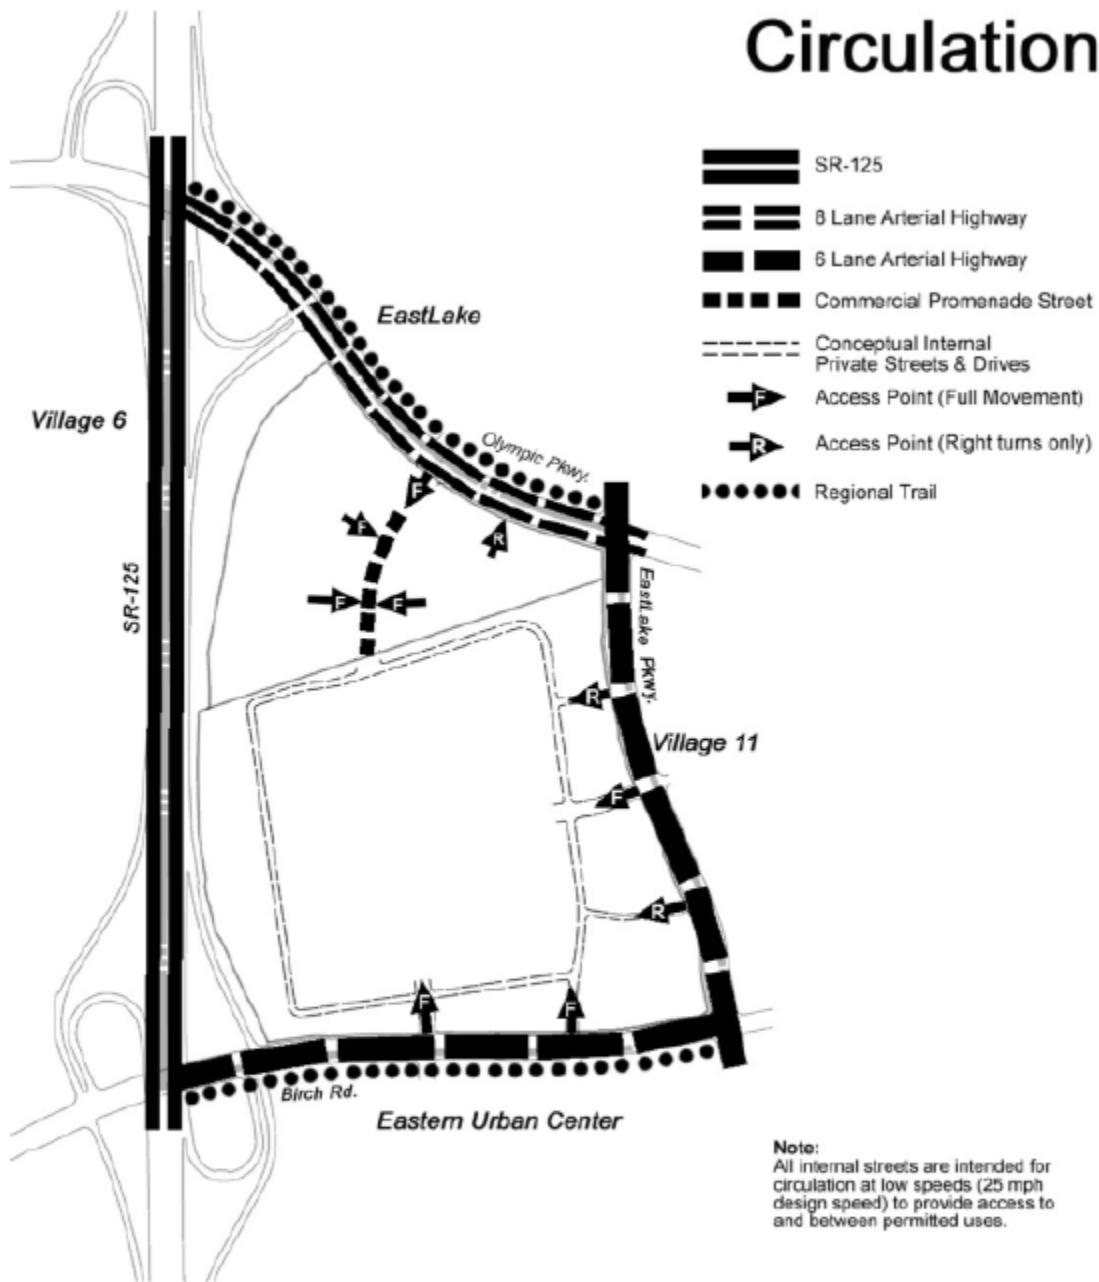 Circulation
SR-125
8 Lane Arterial Highway
6 Lane Arterial Highway
Commercial Promenade Street
Conceptual Internal
Private Streets & Drives
F
Access Point (Full Movement)
R
Access Point (Right turns only)
Regional Trail
EastLake
Village 6
Olympic Pkwy.
F
F
R
SR-125
EastLake Pkwy.
F
F
R
Village 11
F
R
F
F
Birch Rd.
Eastern Urban Center
Note:
All internal streets are intended for
circulation at low speeds (25 mph
design speed) to provide access to
and between permitted uses.